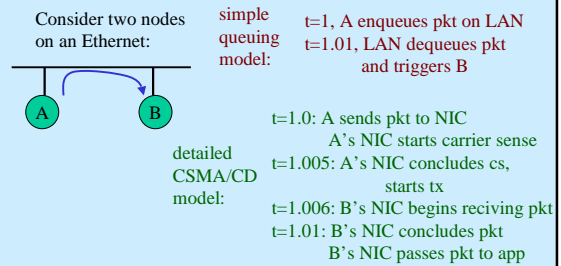 Consider two nodes
on an Ethernet:
simple
queuing
model:
t=1, A enqueues pkt on LAN
t=1.01, LAN dequeues pkt
and triggers B
A
B
detailed
CSMA/CD
model:
t=1.0: A sends pkt to NIC
A's NIC starts carrier sense
t=1.005: A's NIC concludes cs,
starts tx
t=1.006: B's NIC begins reciving pkt
t=1.01: B's NIC concludes pkt
B's NIC passes pkt to app